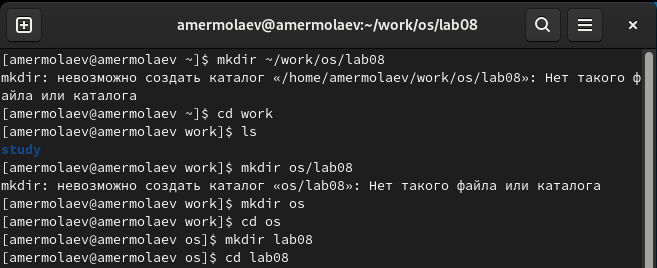 amermolaev@amermolaev:~/work/os/lab08
[amermolaev@amermolaev ~]$ mkdir ~/work/os/lab08
mkdir: невозможно создать каталог «/home/amermolaev/work/os/lab08»: Нет такого ф
айла или каталога
[amermolaev@amermolaev ~]$ cd work
[amermolaev@amermolaev work]$ ls
study
[amermolaev@amermolaev work]$ mkdir os/lab08
mkdir: невозможно создать каталог «os/lab08»: Нет такого файла или каталога
[amermolaev@amermolaev work]$ mkdir os
[amermolaev@amermolaev work]$ cd os
[amermolaev@amermolaev os]$ mkdir lab08
[amermolaev@amermolaev os]$ cd lab08